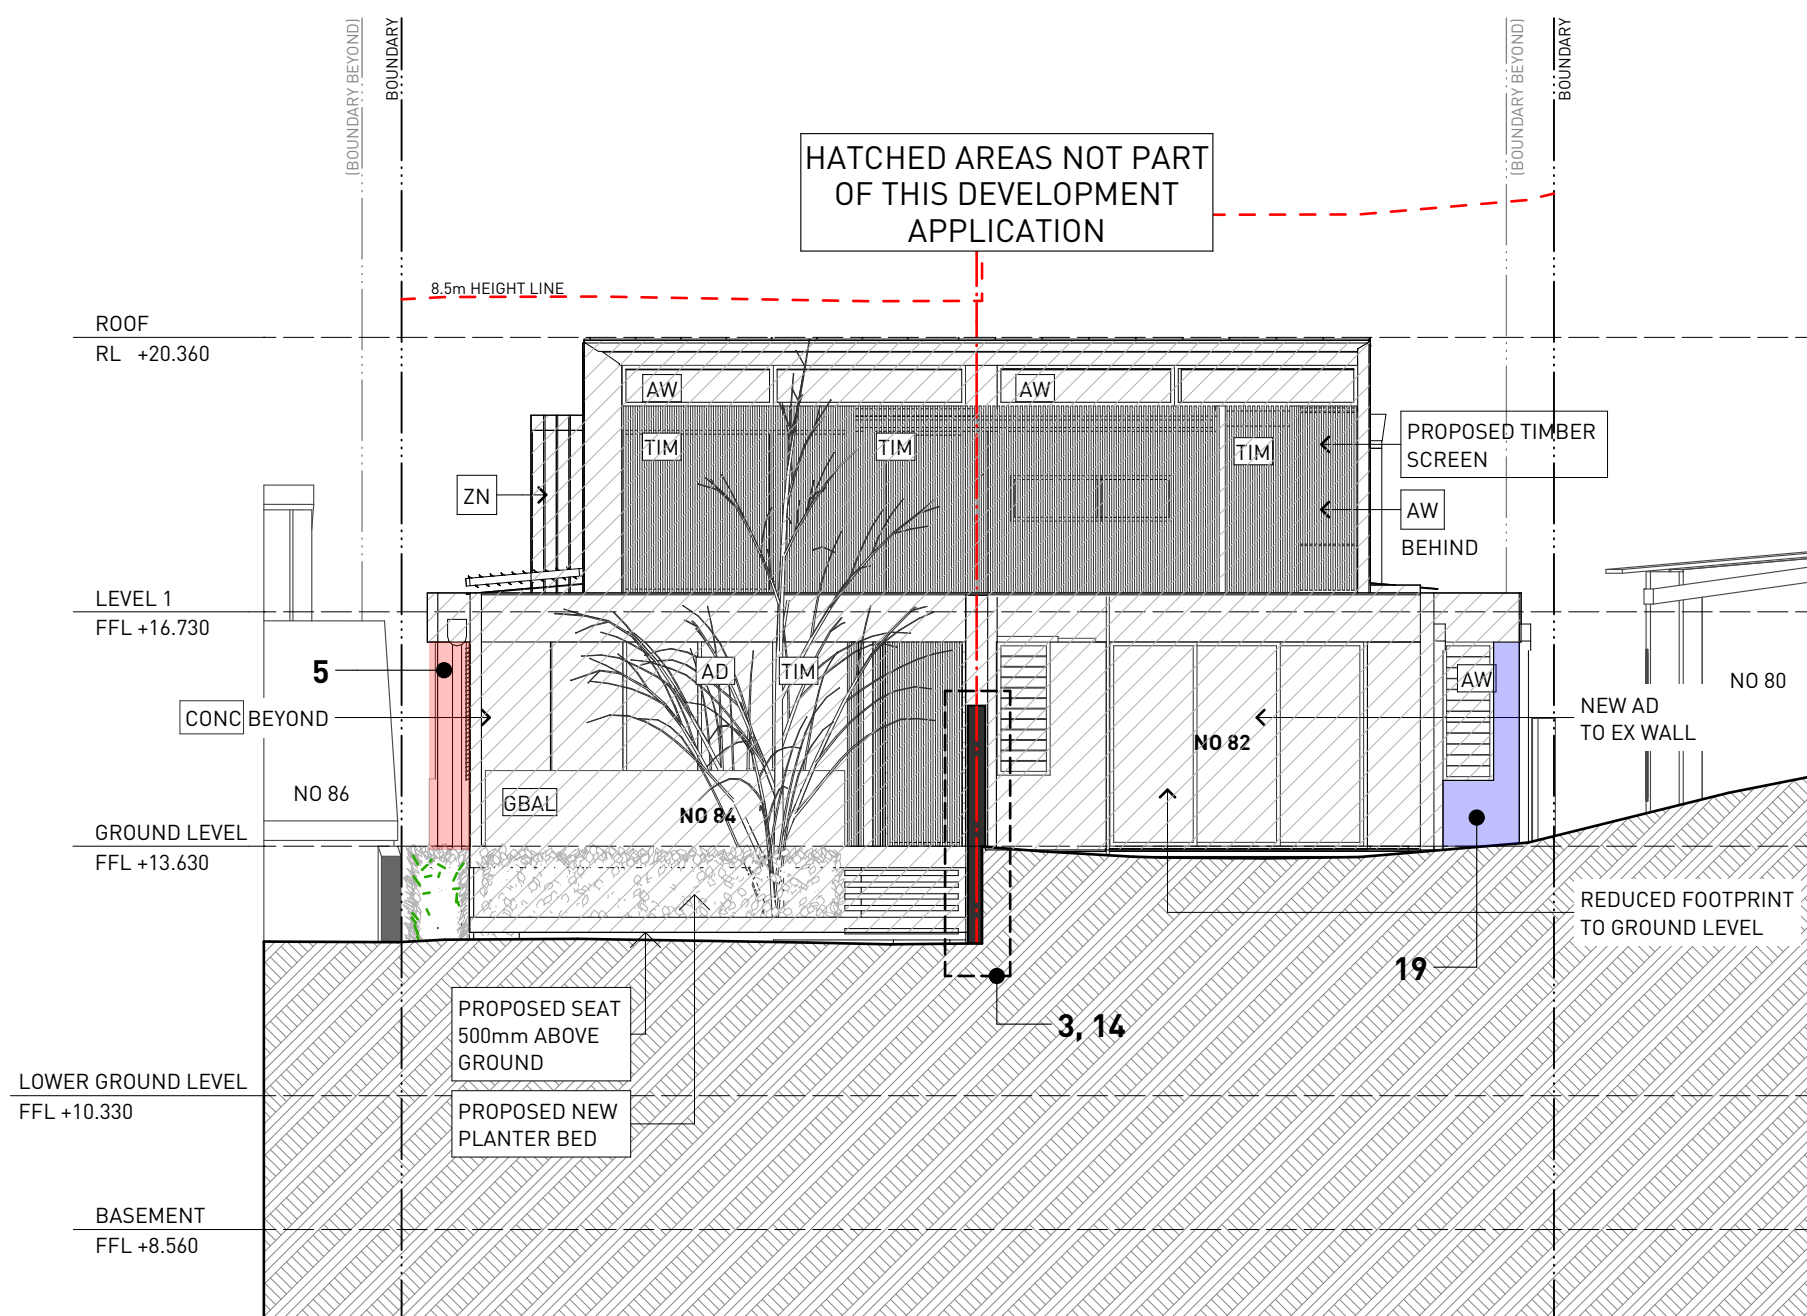 (BOUNDARY BEYOND)
BOUNDARY
(BOUNDARY BEYOND)
BOUNDARY
HATCHED AREAS NOT PART
OF THIS DEVELOPMENT
APPLICATION
8.5m HEIGHT LINE
ROOF
RL +20.360
AW
AW
TIM
TIM
TIM
PROPOSED TIMBER
SCREEN
ZN
AW
BEHIND
LEVEL 1
FFL +16.730
5
AD
TIM
AW
NO 80
CONC BEYOND
NEW AD
TO EX WALL
NO 82
NO 86
GBAL
NO 84
GROUND LEVEL
FFL +13.630
REDUCED FOOTPRINT
TO GROUND LEVEL
19
PROPOSED SEAT
500mm ABOVE
GROUND
3, 14
LOWER GROUND LEVEL
FFL +10.330
PROPOSED NEW
PLANTER BED
BASEMENT
FFL +8.560